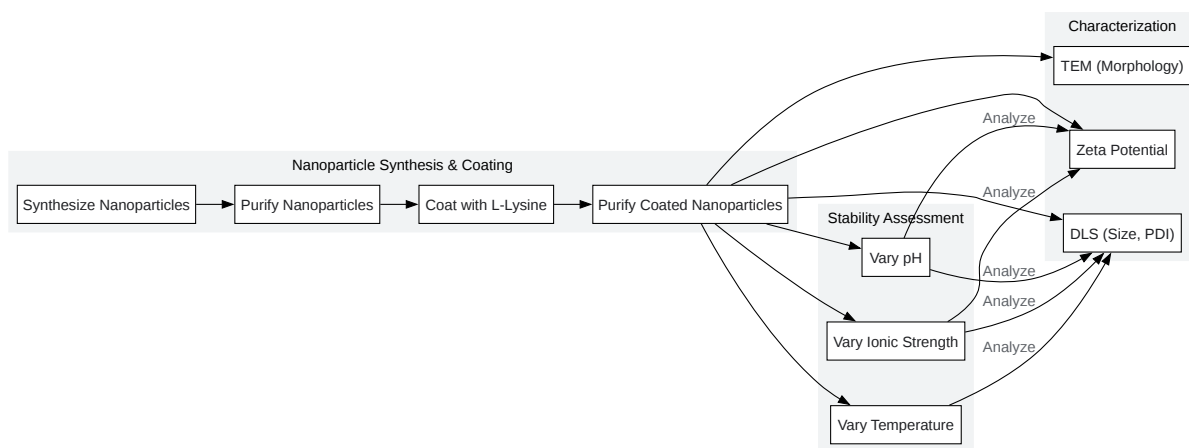 Characterization
TEM (Morphology)
Analyze
Zeta Potential
Nanoparticle Synthesis & Coating
Synthesize Nanoparticles
Purify Nanoparticles
Coat with L-Lysine
Purify Coated Nanoparticles
Analyze
Stability Assessment
DLS (Size, PDI)
Vary pH
Analyze
Analyze
Vary Ionic Strength
Analyze
Vary Temperature